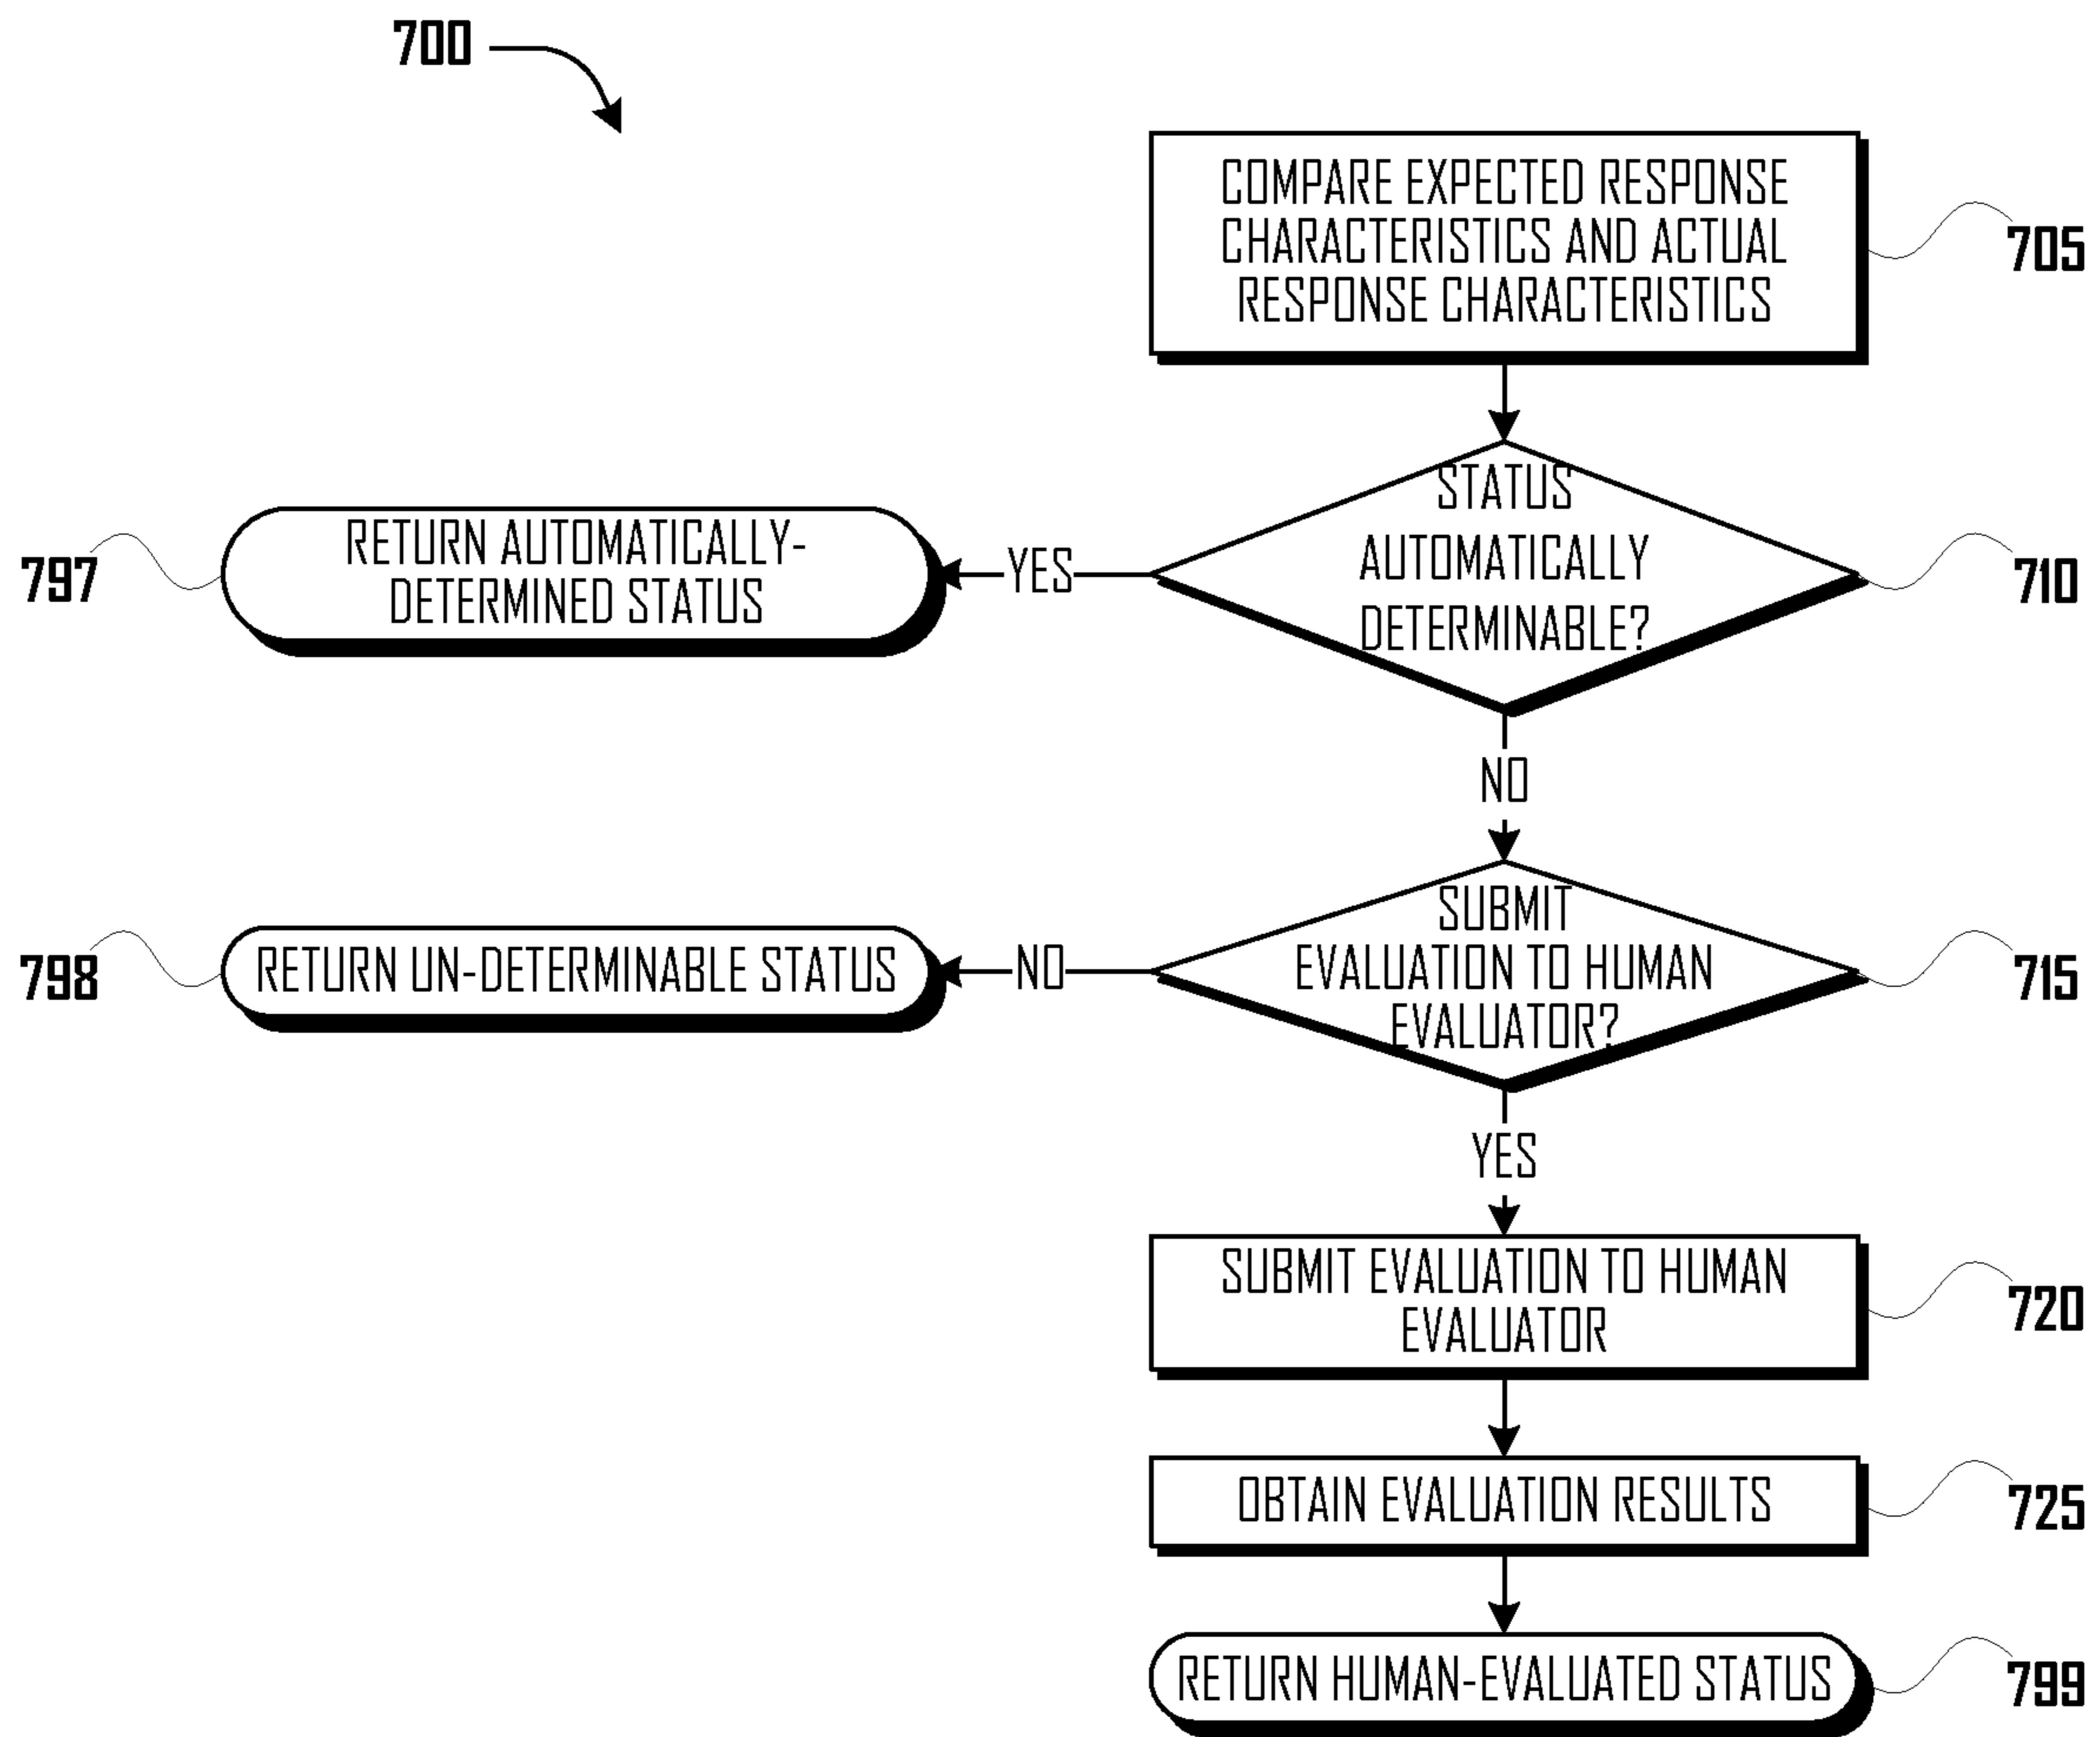 700
COMPARE EXPECTED RESPONSE
CHARACTERISTICS AND ACTUAL
RESPONSE CHARACTERISTICS
705
STATUS
AUTOMATICALLY
DETERMINABLE?
710
YES
RETURN AUTOMATICALLY-
DETERMINED STATUS
797
NO
SUBMIT
EVALUATION TO HUMAN
EVALUATOR?
715
NO
RETURN UN-DETERMINABLE STATUS
798
YES
SUBMIT EVALUATION TO HUMAN
EVALUATOR
720
OBTAIN EVALUATION RESULTS
725
RETURN HUMAN-EVALUATED STATUS
799